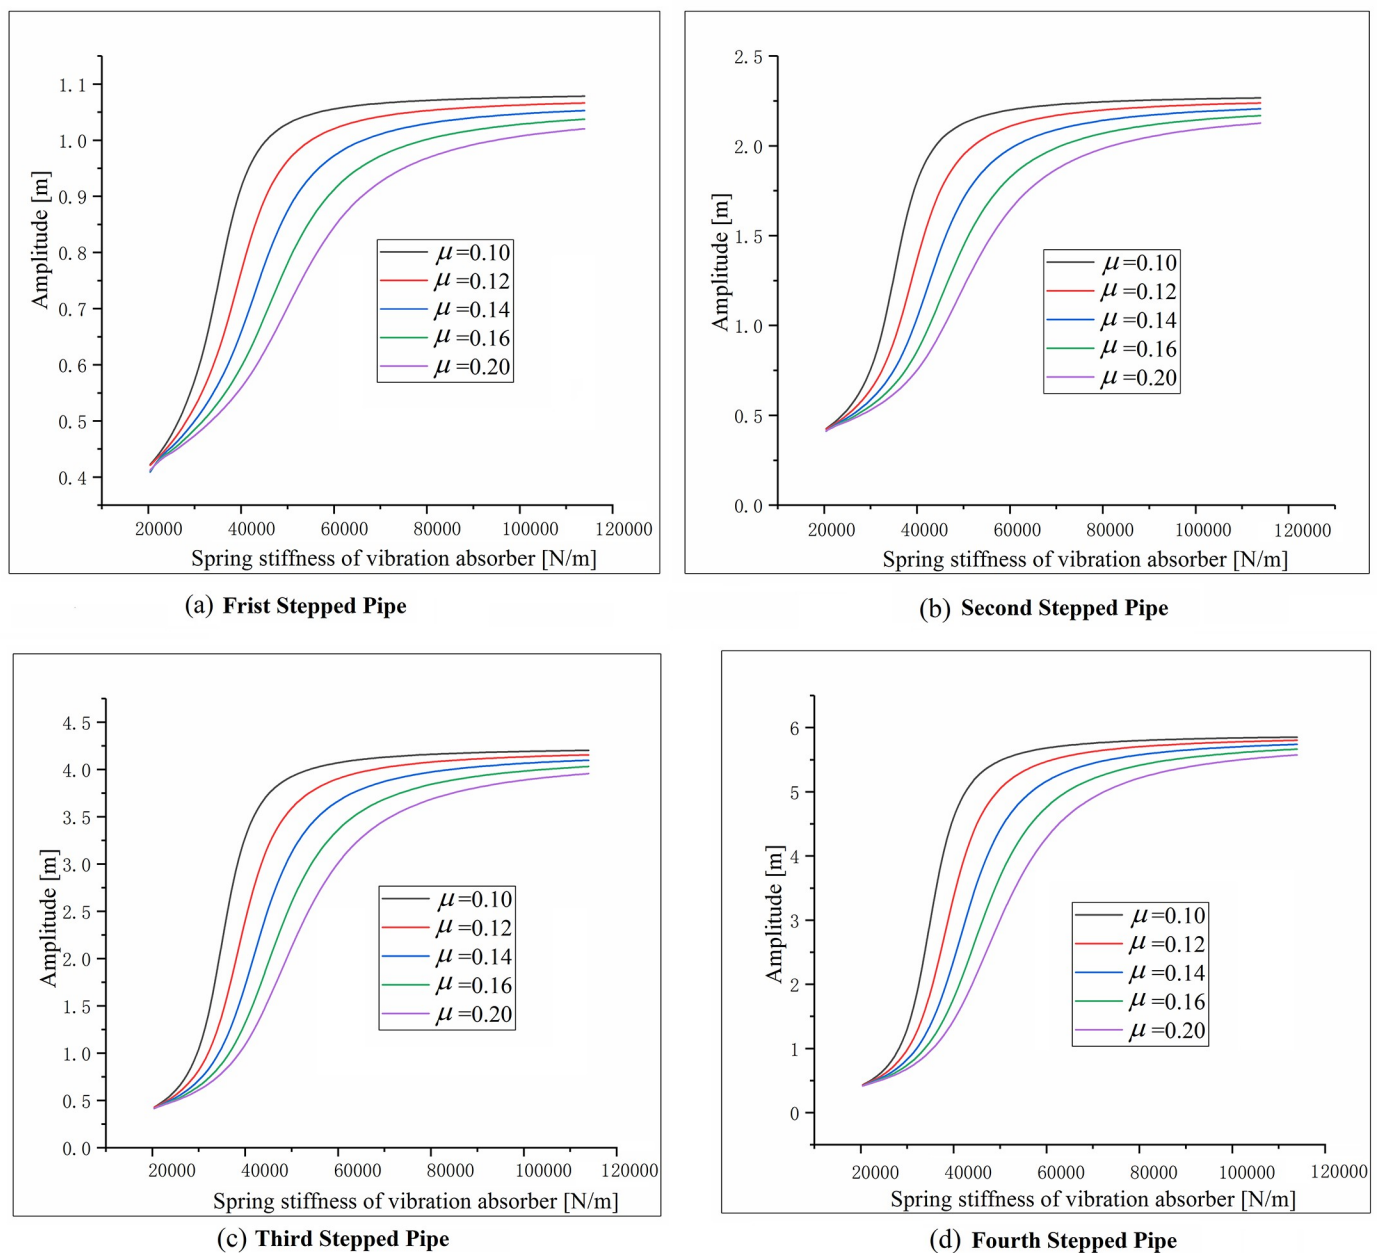 1.1
1.0
0.9
0.8
0.7
0.6
0.5
0.4
Amplitude [m]
μ=0.10
μ=0.12
μ=0.14
μ=0.16
μ=0.20
20000 40000 60000 80000 100000 120000
Spring stiffness of vibration absorber [N/m]
(a) Frist Stepped Pipe
2.5
2.0
1.5
1.0
0.5
0.0
Amplitude [m]
μ=0.10
μ=0.12
μ=0.14
μ=0.16
μ=0.20
20000 40000 60000 80000 100000 120000
Spring stiffness of vibration absorber [N/m]
(b) Second Stepped Pipe
4.5
4.0
3.5
3.0
2.5
2.0
1.5
1.0
0.5
0.0
Amplitude [m]
μ=0.10
μ=0.12
μ=0.14
μ=0.16
μ=0.20
20000 40000 60000 80000 100000 120000
Spring stiffness of vibration absorber [N/m]
(c) Third Stepped Pipe
6
5
4
3
2
1
0
Amplitude [m]
μ=0.10
μ=0.12
μ=0.14
μ=0.16
μ=0.20
20000 40000 60000 80000 100000 120000
Spring stiffness of vibration absorber [N/m]
(d) Fourth Stepped Pipe